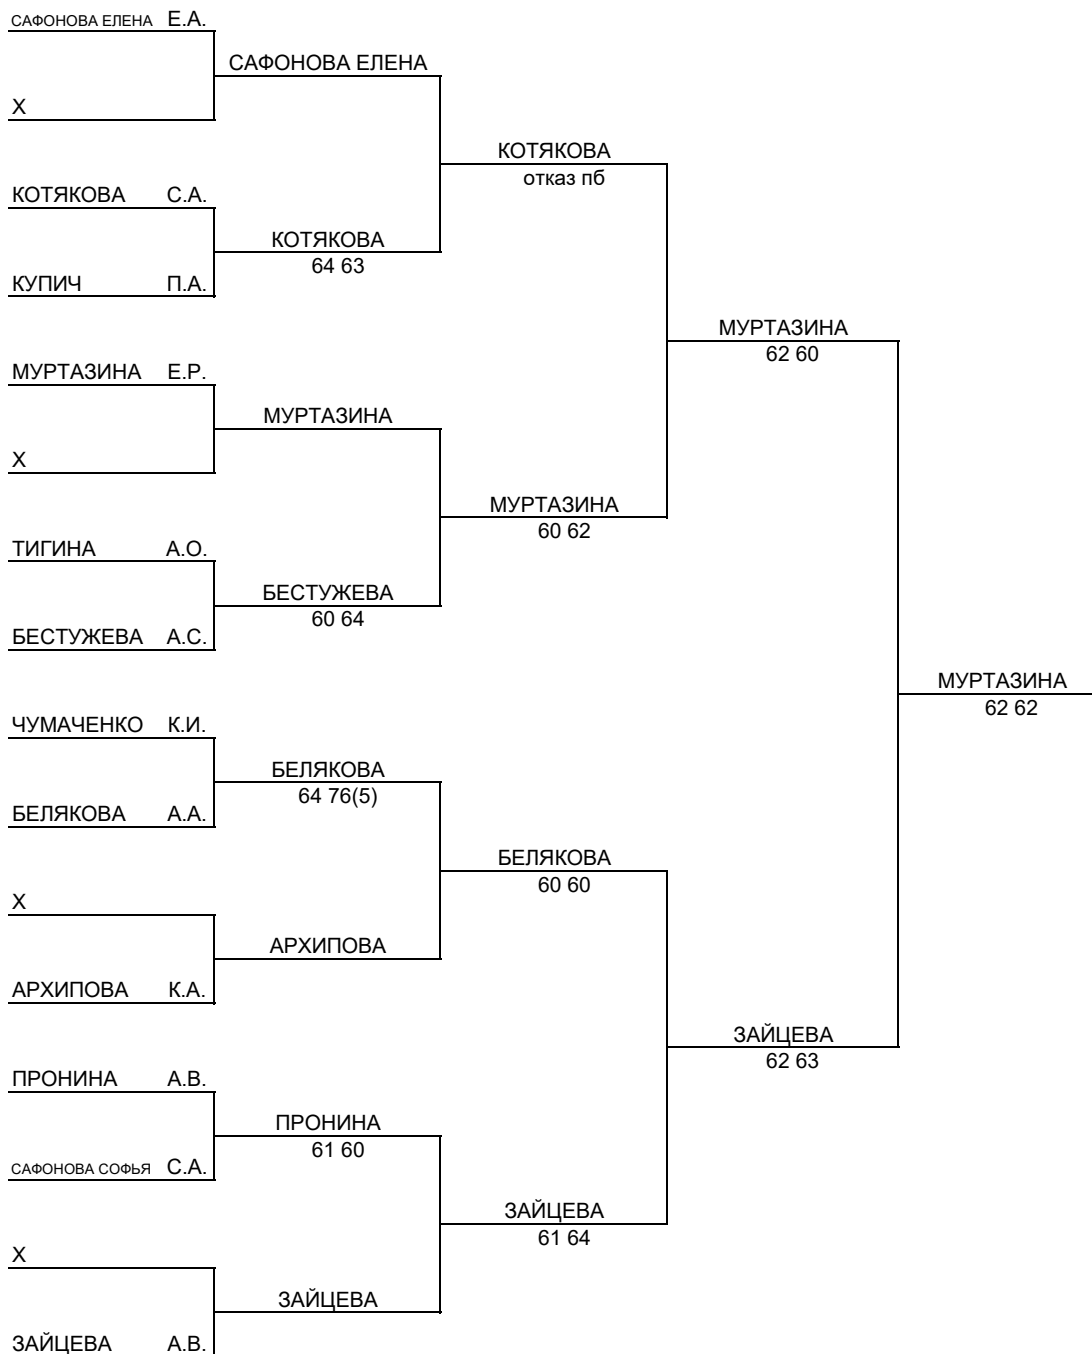 САФОНОВА ЕЛЕНА Е.А.
САФОНОВА ЕЛЕНА
Х
КОТЯКОВА
отказ пб
КОТЯКОВА С.А.
КОТЯКОВА
64 63
КУПИЧ П.А.
МУРТАЗИНА
62 60
МУРТАЗИНА Е.Р.
МУРТАЗИНА
Х
МУРТАЗИНА
60 62
ТИГИНА А.О.
БЕСТУЖЕВА
60 64
БЕСТУЖЕВА А.С.
МУРТАЗИНА
62 62
ЧУМАЧЕНКО К.И.
БЕЛЯКОВА
64 76(5)
БЕЛЯКОВА А.А.
БЕЛЯКОВА
60 60
Х
АРХИПОВА
АРХИПОВА К.А.
ЗАЙЦЕВА
62 63
ПРОНИНА А.В.
ПРОНИНА
61 60
САФОНОВА СОФЬЯ С.А.
ЗАЙЦЕВА
61 64
Х
ЗАЙЦЕВА
ЗАЙЦЕВА А.В.